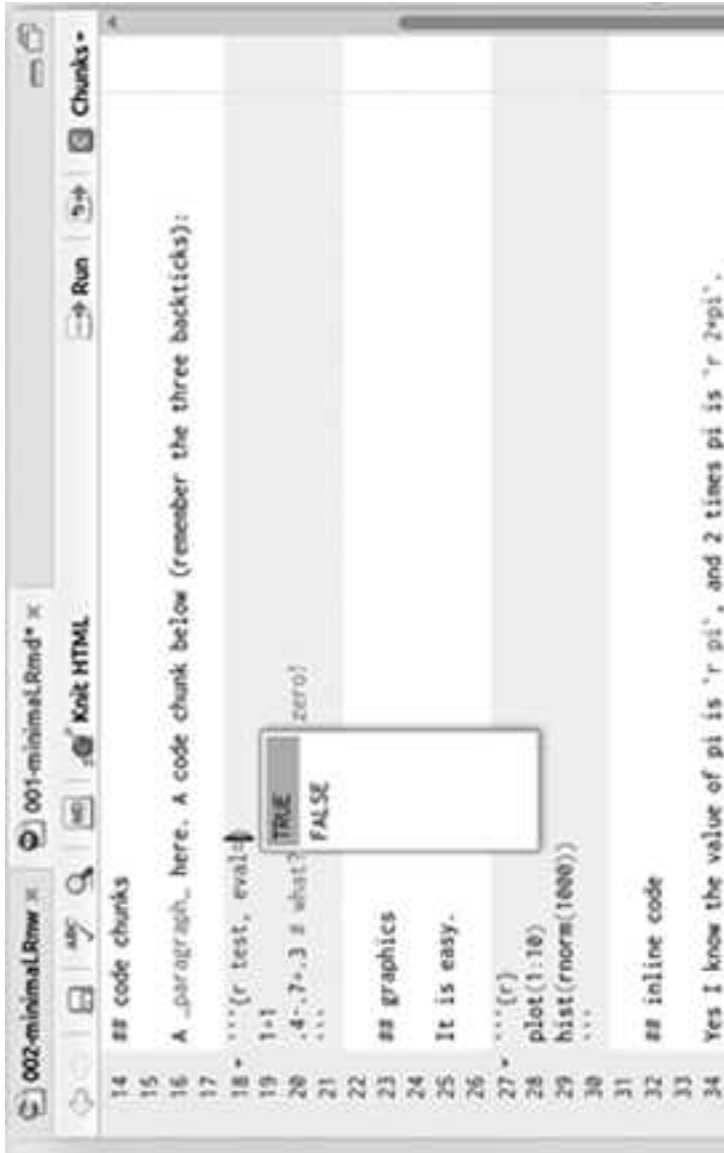 002-minimal.Rnw × 001-minimal.Rmd* ×
ABC MD Knit HTML Run Chunks
14 ## code chunks
15
16 A _paragraph_ here. A code chunk below (remember the three backticks):
17
18 ```{r test, eval=}
19 1+1
20 .4-.7+.3 # what? zero!
21 ```
TRUE
FALSE
22
23 ## graphics
24
25 It is easy.
26
27 ```{r}
28 plot(1:10)
29 hist(rnorm(1000))
30 ```
31
32 ## inline code
33
34 Yes I know the value of pi is `r pi`, and 2 times pi is `r 2*pi`.